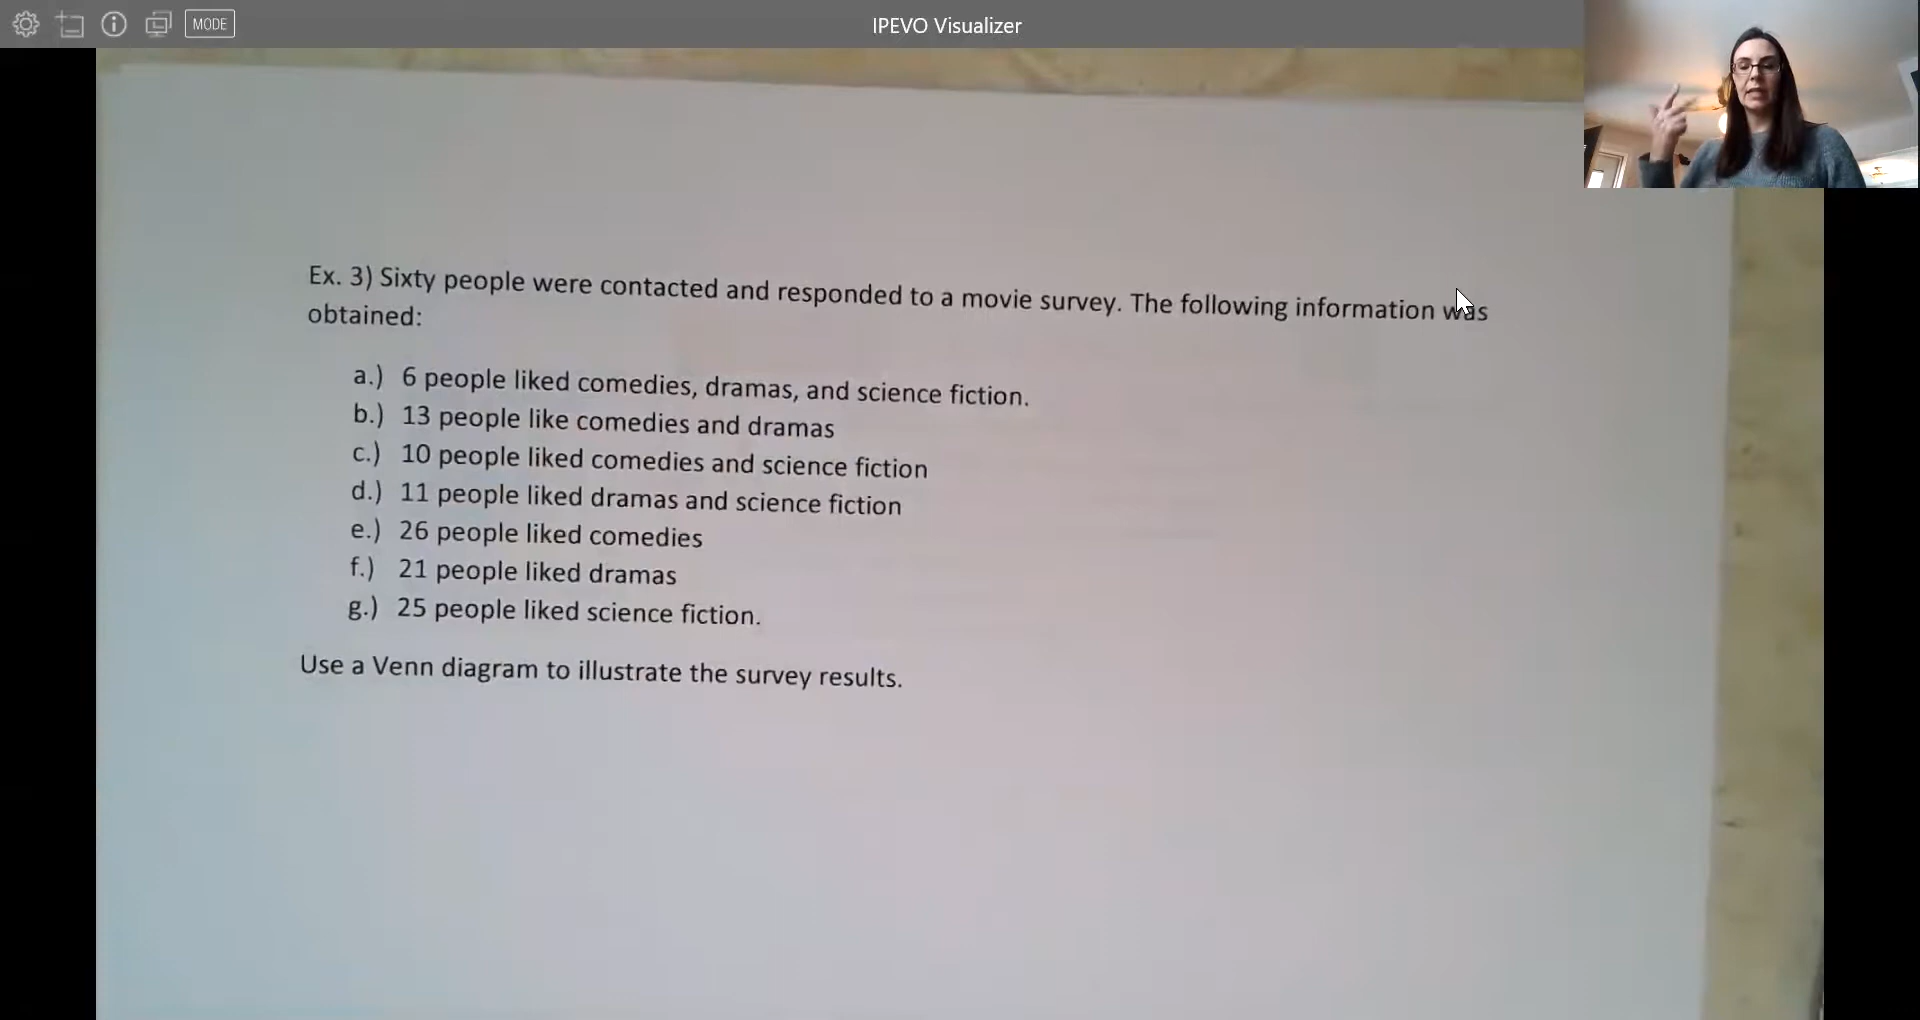 MODE
IPEVO Visualizer
Ex. 3) Sixty people were contacted and responded to a movie survey. The following information was
obtained:
a.) 6 people liked comedies, dramas, and science fiction.
b.) 13 people like comedies and dramas
c.) 10 people liked comedies and science fiction
d.) 11 people liked dramas and science fiction
e.) 26 people liked comedies
f.) 21 people liked dramas
g.) 25 people liked science fiction.
Use a Venn diagram to illustrate the survey results.